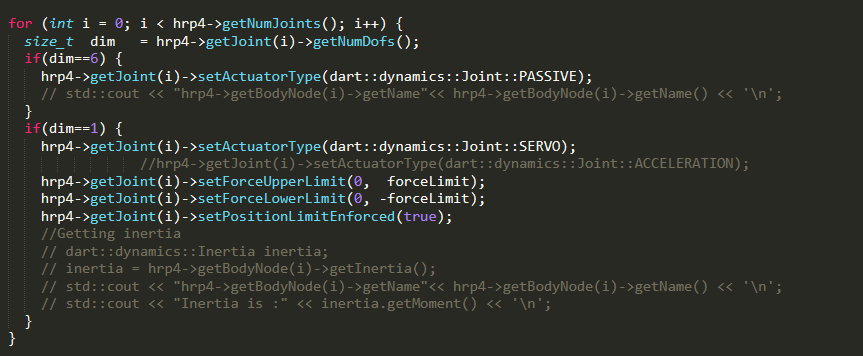 for (int i = 0; i < hrp4->getNumJoints(); i++) {
  size_t  dim   = hrp4->getJoint(i)->getNumDofs();
  if(dim==6) {
    hrp4->getJoint(i)->setActuatorType(dart::dynamics::Joint::PASSIVE);
    // std::cout << "hrp4->getBodyNode(i)->getName"<< hrp4->getBodyNode(i)->getName() << '\n';
  }
  if(dim==1) {
    hrp4->getJoint(i)->setActuatorType(dart::dynamics::Joint::SERVO);
                //hrp4->getJoint(i)->setActuatorType(dart::dynamics::Joint::ACCELERATION);
    hrp4->getJoint(i)->setForceUpperLimit(0,  forceLimit);
    hrp4->getJoint(i)->setForceLowerLimit(0, -forceLimit);
    hrp4->getJoint(i)->setPositionLimitEnforced(true);
    //Getting inertia
    // dart::dynamics::Inertia inertia;
    // inertia = hrp4->getBodyNode(i)->getInertia();
    // std::cout << "hrp4->getBodyNode(i)->getName"<< hrp4->getBodyNode(i)->getName() << '\n';
    // std::cout << "Inertia is :" << inertia.getMoment() << '\n';
  }
}